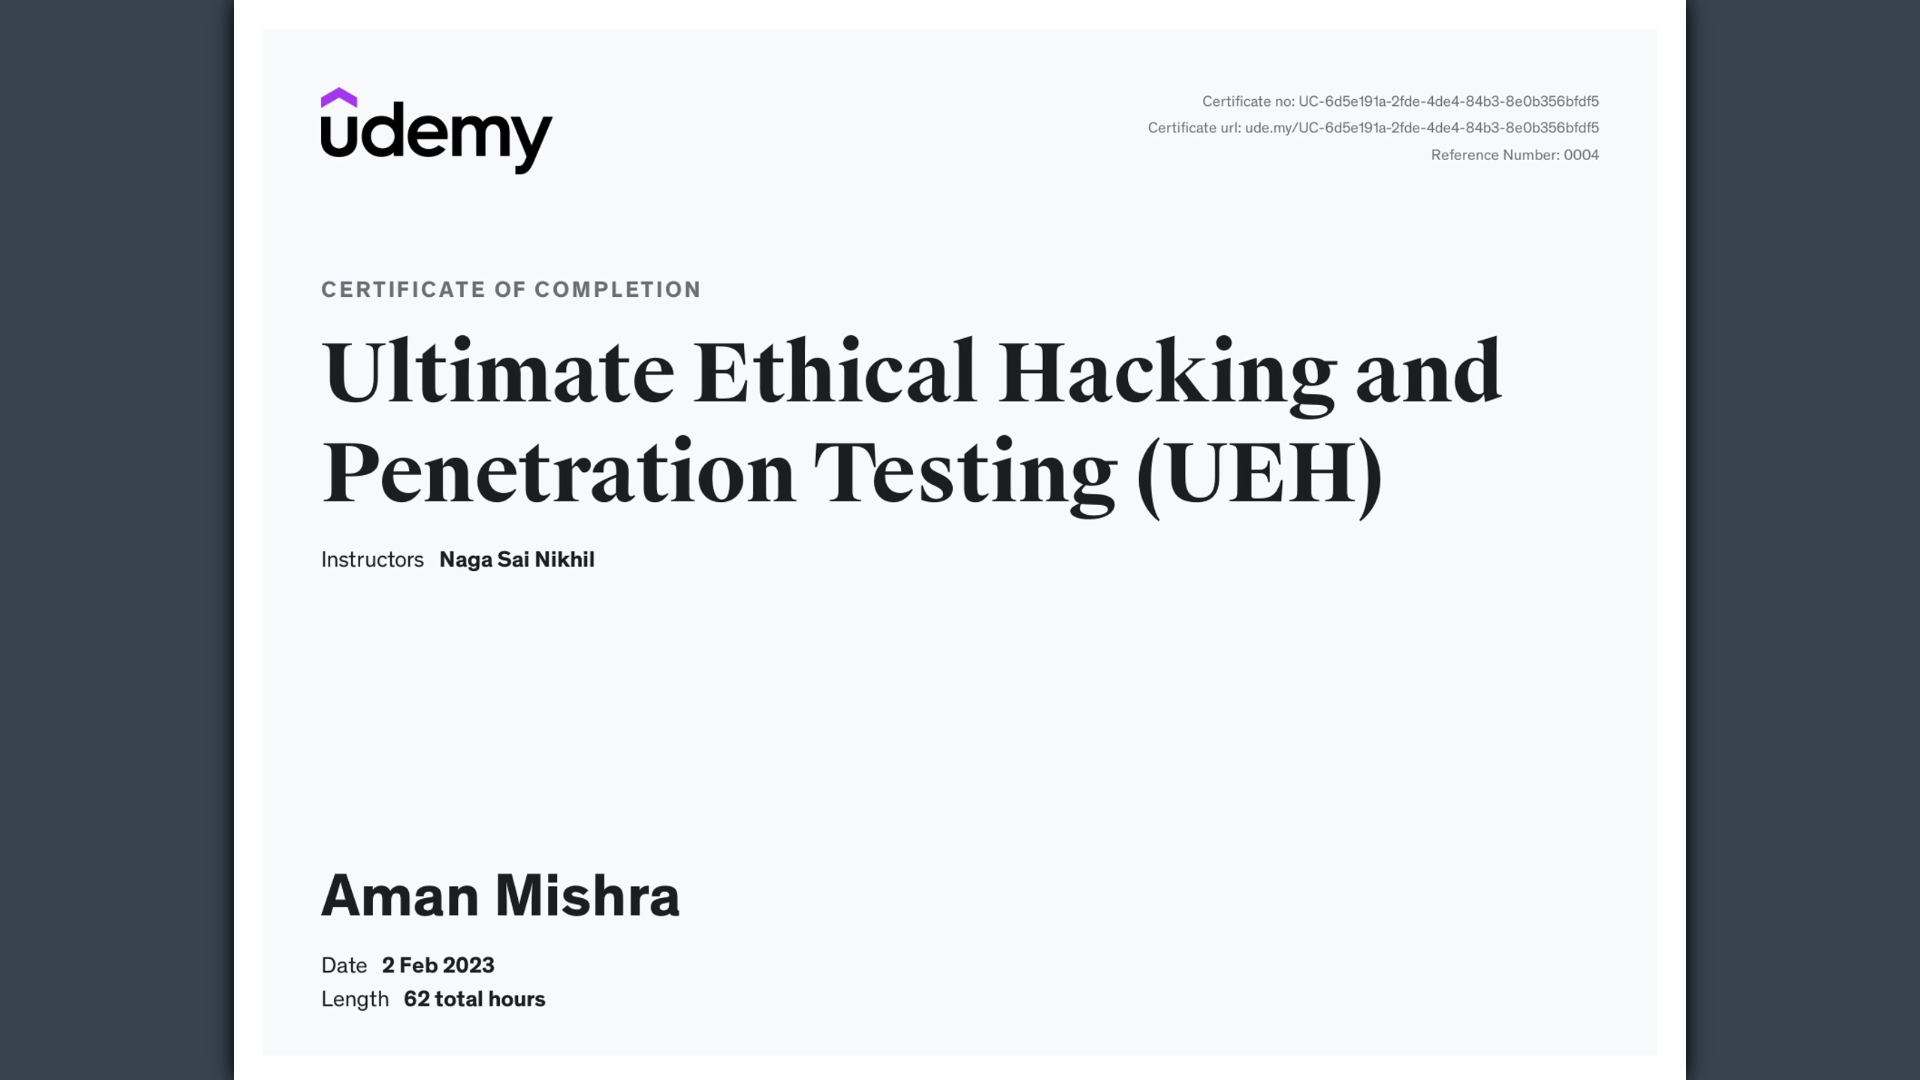 udemy
Certificate no: UC-6d5e191a-2fde-4de4-84b3-8e0b356bfdf5
Certificate url: ude.my/UC-6d5e191a-2fde-4de4-84b3-8e0b356bfdf5
Reference Number: 0004
CERTIFICATE OF COMPLETION
Ultimate Ethical Hacking and
Penetration Testing (UEH)
Instructors Naga Sai Nikhil
Aman Mishra
Date 2 Feb 2023
Length 62 total hours